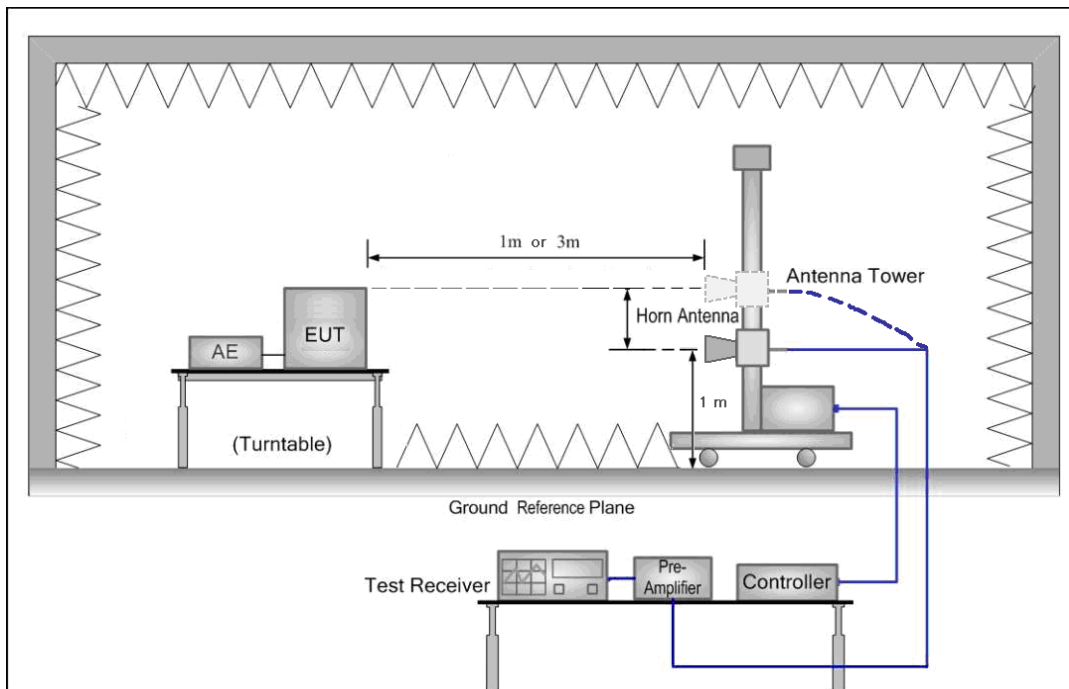 1m or 3m
Antenna Tower
Horn Antenna
EUT
AE
1 m
(Turntable)
Ground Reference Plane
Test Receiver
Pre-
Amplifier
Controller